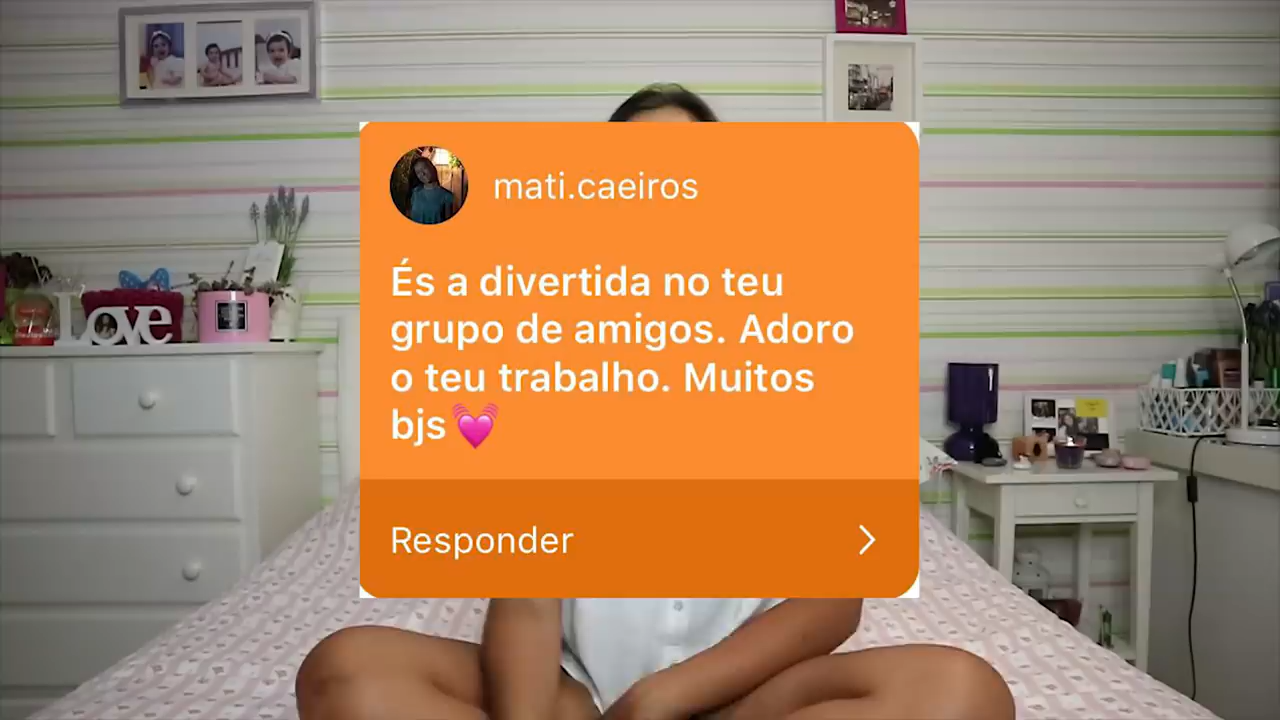 mati.caeiros
És a divertida no teu
grupo de amigos. Adoro
o teu trabalho. Muitos
bjs💓
Responder
Love